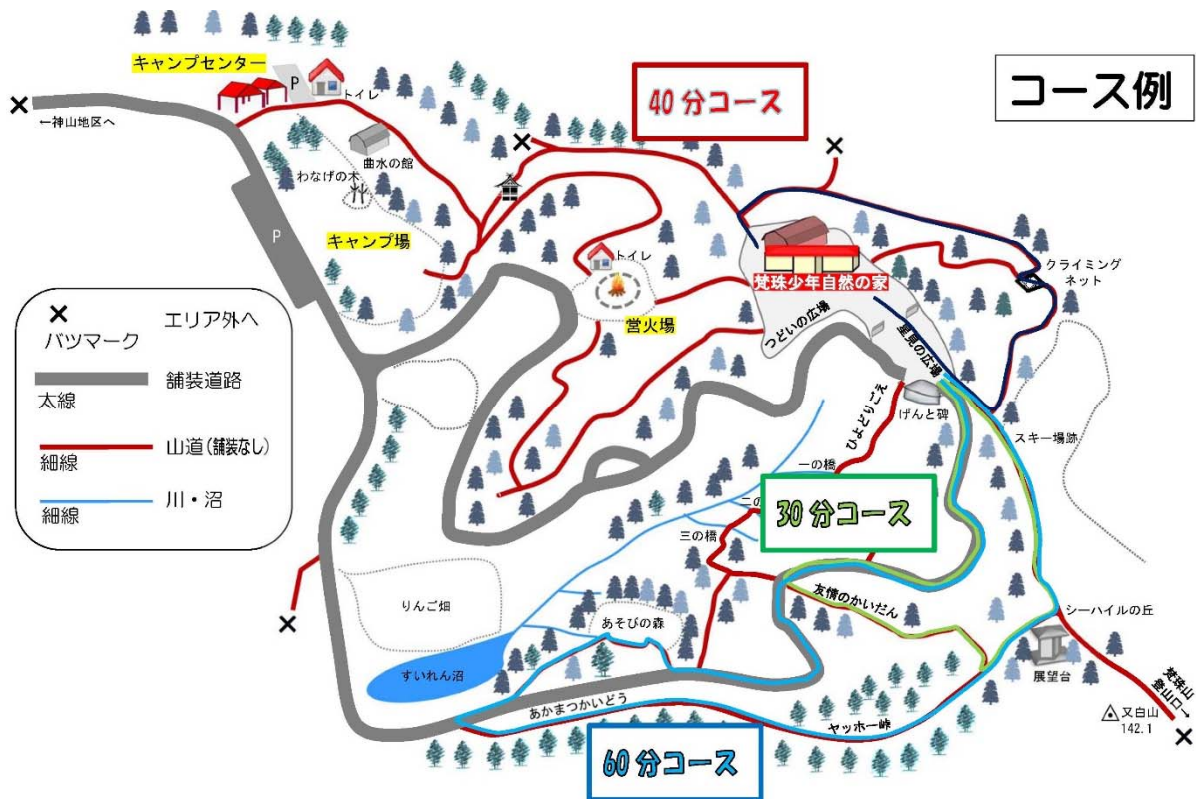 コース例
キャンプセンター
P
トイレ
←神山地区へ
40分コース
曲水の館
わなげの木
P
キャンプ場
トイレ
営火場
梵珠少年自然の家
クライミング
ネット
つどいの広場
星見の広場
げんと碑
ひよどりごえ
スキー場跡
バツマーク
エリア外へ
太線
舗装道路
細線
山道(舗装なし)
細線
川・沼
一の橋
二の
30分コース
三の橋
友情のかいだん
りんご畑
あそびの森
シーハイルの丘
展望台
すいれん沼
あかまつかいどう
ヤッホー峠
梵珠山
登山口→
又白山
142.1
60分コース